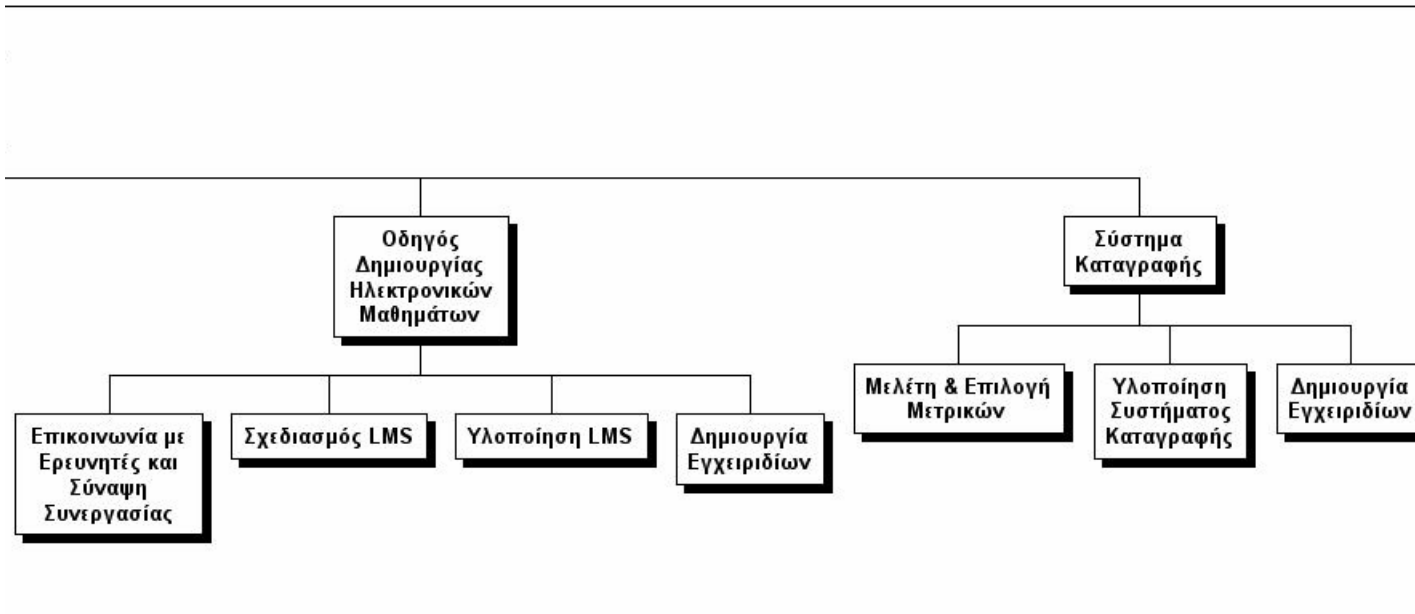 Οδηγός
Δημιουργίας
Ηλεκτρονικών
Μαθημάτων
Σύστημα
Καταγραφής
Επικοινωνία με
Ερευνητές και
Σύναψη
Συνεργασίας
Σχεδιασμός LMS
Υλοποίηση LMS
Δημιουργία
Εγχειριδίων
Μελέτη & Επιλογή
Μετρικών
Υλοποίηση
Συστήματος
Καταγραφής
Δημιουργία
Εγχειριδίων